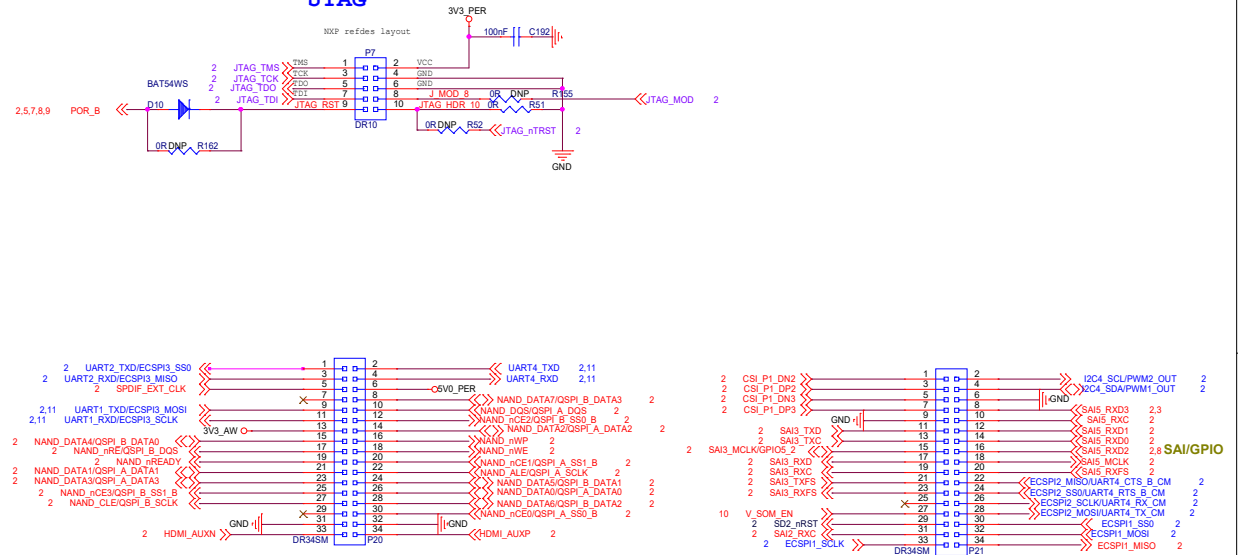 JTAG
3V3_PER
NXP refdes layout
100nF C192
P7
BAT54WS
2 JTAG_TMS TMS 1 2 VCC
2 JTAG_TCK TCK 3 4 GND
2 JTAG_TDO TDO 5 6 GND
2 JTAG_TDI TDI 7 8 J_MOD_8 0R DNP R155 JTAG_MOD 2
2,5,7,8,9 POR_B D10 JTAG_RST 9 10 JTAG_HDR_10 0R R51
DR10
0R DNP R52 JTAG_nTRST 2
0R DNP R162
GND
2 UART2_TXD/ECSPI3_SS0 1 2 UART4_TXD 2,11
2 UART2_RXD/ECSPI3_MISO 3 4 UART4_RXD 2,11
2 SPDIF_EXT_CLK 5 6 5V0_PER
7 8 NAND_DATA7/QSPI_B_DATA3 2
2,11 UART1_TXD/ECSPI3_MOSI 9 10 NAND_DQS/QSPI_A_DQS 2
2,11 UART1_RXD/ECSPI3_SCLK 11 12 NAND_nCE2/QSPI_B_SS0_B 2
3V3_AW 13 14 NAND_DATA2/QSPI_A_DATA2 2
2 NAND_DATA4/QSPI_B_DATA0 15 16 NAND_nWP 2
2 NAND_nRE/QSPI_B_DQS 17 18 NAND_nWE 2
2 NAND_nREADY 19 20 NAND_nCE1/QSPI_A_SS1_B 2
2 NAND_DATA1/QSPI_A_DATA1 21 22 NAND_ALE/QSPI_A_SCLK 2
2 NAND_DATA3/QSPI_A_DATA3 23 24 NAND_DATA5/QSPI_B_DATA1 2
2 NAND_nCE3/QSPI_B_SS1_B 25 26 NAND_DATA0/QSPI_A_DATA0 2
2 NAND_CLE/QSPI_B_SCLK 27 28 NAND_DATA6/QSPI_B_DATA2 2
29 30 NAND_nCE0/QSPI_A_SS0_B 2
GND 31 32 GND
2 HDMI_AUXN 33 34 HDMI_AUXP 2
DR34SM P20
2 CSI_P1_DN2 1 2 I2C4_SCL/PWM2_OUT 2
2 CSI_P1_DP2 3 4 I2C4_SDA/PWM1_OUT 2
2 CSI_P1_DN3 5 6 GND
2 CSI_P1_DP3 7 8 SAI5_RXD3 2,3
GND 9 10 SAI5_RXC 2
2 SAI3_TXD 11 12 SAI5_RXD1 2
2 SAI3_TXC 13 14 SAI5_RXD0 2
2 SAI3_MCLK/GPIO5_2 15 16 SAI5_RXD2 2,8 SAI/GPIO
2 SAI3_RXD 17 18 SAI5_MCLK 2
2 SAI3_RXC 19 20 SAI5_RXFS 2
2 SAI3_TXFS 21 22 ECSPI2_MISO/UART4_CTS_B_CM 2
2 SAI3_RXFS 23 24 ECSPI2_SS0/UART4_RTS_B_CM 2
25 26 ECSPI2_SCLK/UART4_RX_CM 2
10 V_SOM_EN 27 28 ECSPI2_MOSI/UART4_TX_CM 2
2 SD2_nRST 29 30 ECSPI1_SS0 2
2 SAI2_RXC 31 32 ECSPI1_MOSI 2
2 ECSPI1_SCLK 33 34 ECSPI1_MISO 2
DR34SM P21